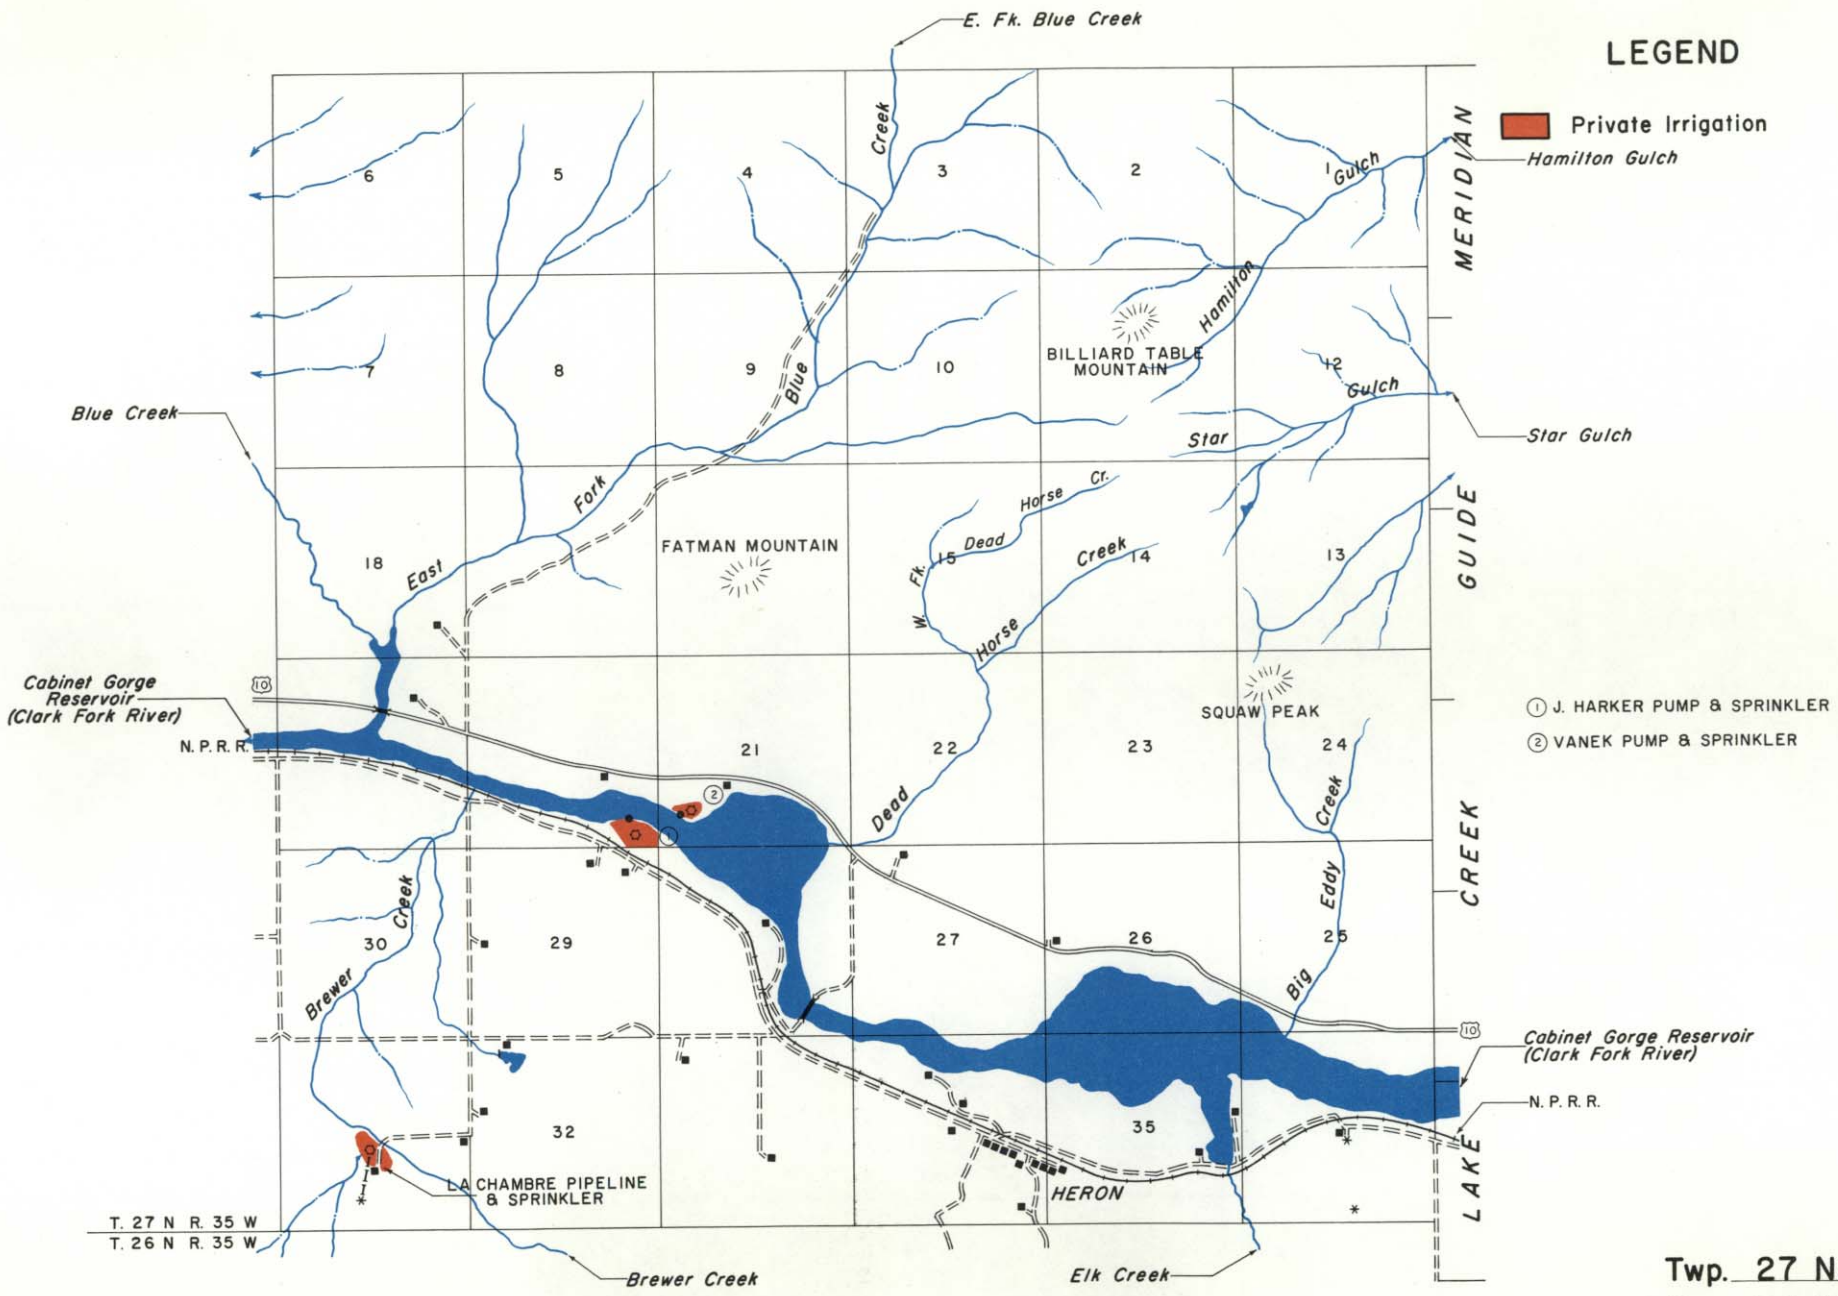 E. Fk. Blue Creek
LEGEND
Private Irrigation
Hamilton Gulch
MERIDIAN
Creek
6
5
4
3
2
1
Gulch
Hamilton
BILLIARD TABLE
MOUNTAIN
7
8
9
10
12
Blue
Gulch
Star
Star Gulch
Blue Creek
Fork
Horse Cr.
Dead
GUIDE
FATMAN MOUNTAIN
18
East
W. Fk.
15
Creek
14
13
Horse
Cabinet Gorge
Reservoir
(Clark Fork River)
10
N. P. R. R.
SQUAW PEAK
1 J. HARKER PUMP & SPRINKLER
2 VANEK PUMP & SPRINKLER
21
22
23
24
2
1
Dead
Creek
Eddy
Big
CREEK
Creek
Brewer
30
29
27
26
25
10
Cabinet Gorge Reservoir
(Clark Fork River)
N. P. R. R.
32
35
LA CHAMBRE PIPELINE
& SPRINKLER
HERON
LAKE
T. 27 N R. 35 W
T. 26 N R. 35 W
Brewer Creek
Elk Creek
Twp. 27 N